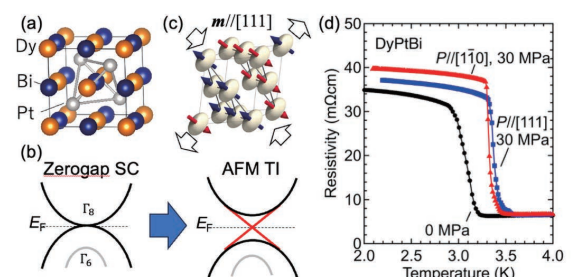 (a)
Dy
Bi
Pt
(b)
Zerogap SC
Γ8
EF
Γ6
AFM TI
EF
(c)
m//[111]
(d)
DyPtBi
P//[11̄0], 30 MPa
P//[111]
30 MPa
0 MPa
Resistivity (mΩcm)
50
40
30
20
10
0
2.0
2.5
3.0
3.5
4.0
Temperature (K)